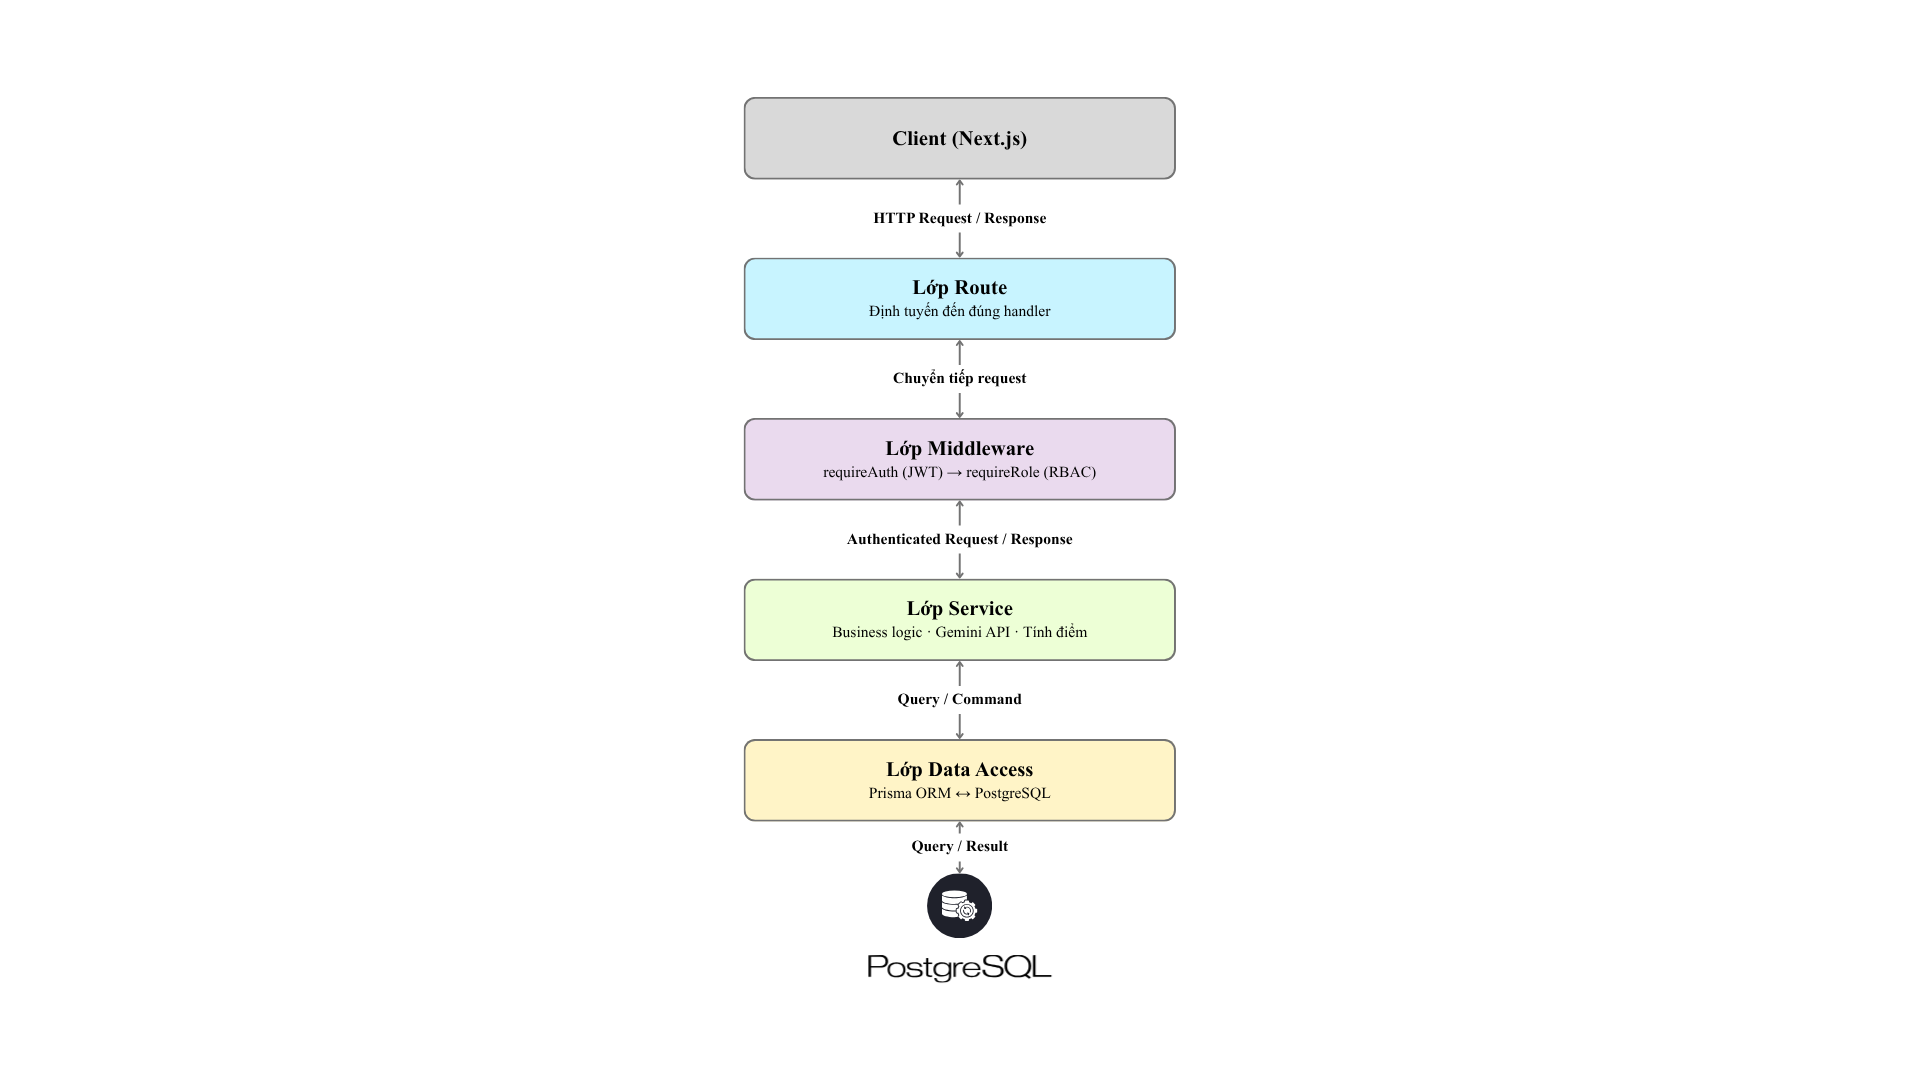 Client (Next.js)
HTTP Request / Response
Lớp Route
Định tuyến đến đúng handler
Chuyển tiếp request
Lớp Middleware
requireAuth (JWT) → requireRole (RBAC)
Authenticated Request / Response
Lớp Service
Business logic · Gemini API · Tính điểm
Query / Command
Lớp Data Access
Prisma ORM ↔ PostgreSQL
Query / Result
PostgreSQL